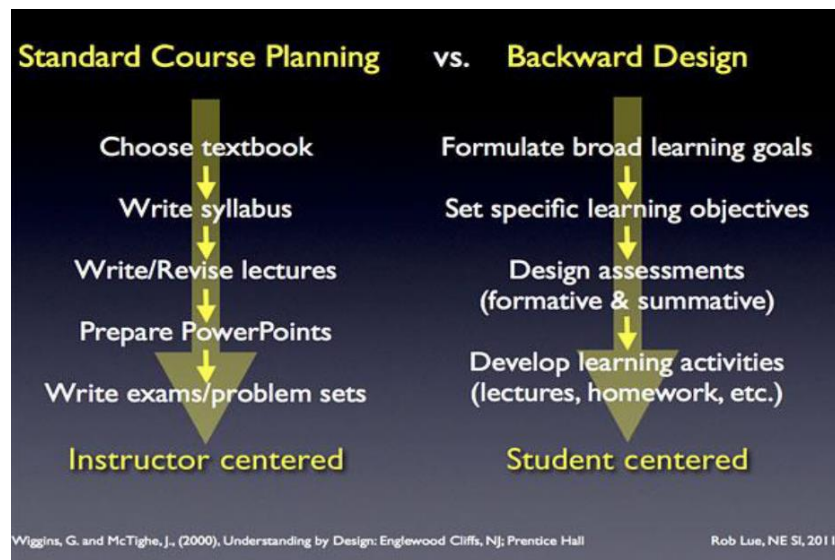 Standard Course Planning vs. Backward Design
Choose textbook
Write syllabus
Write/Revise lectures
Prepare PowerPoints
Write exams/problem sets
Instructor centered
Formulate broad learning goals
Set specific learning objectives
Design assessments
(formative & summative)
Develop learning activities
(lectures, homework, etc.)
Student centered
Wiggins, G. and McTighe, J., (2000), Understanding by Design: Englewood Cliffs, NJ; Prentice Hall
Rob Lue, NE SI, 2011